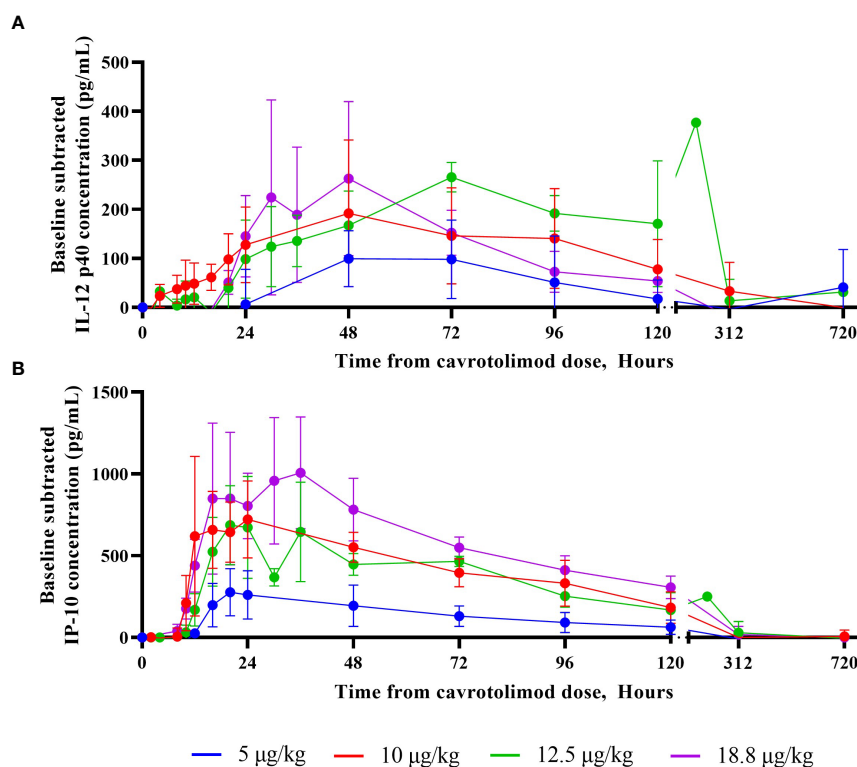 A
Baseline subtracted
IL-12 p40 concentration (pg/mL)
500
400
300
200
100
0
0 24 48 72 96 120 312 720
Time from cavrotolimod dose, Hours
B
Baseline subtracted
IP-10 concentration (pg/mL)
1500
1000
500
0
0 24 48 72 96 120 312 720
Time from cavrotolimod dose, Hours
5 μg/kg 10 μg/kg 12.5 μg/kg 18.8 μg/kg